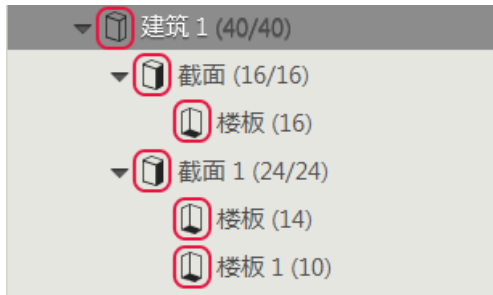 建筑 1 (40/40)
截面 (16/16)
楼板 (16)
截面 1 (24/24)
楼板 (14)
楼板 1 (10)